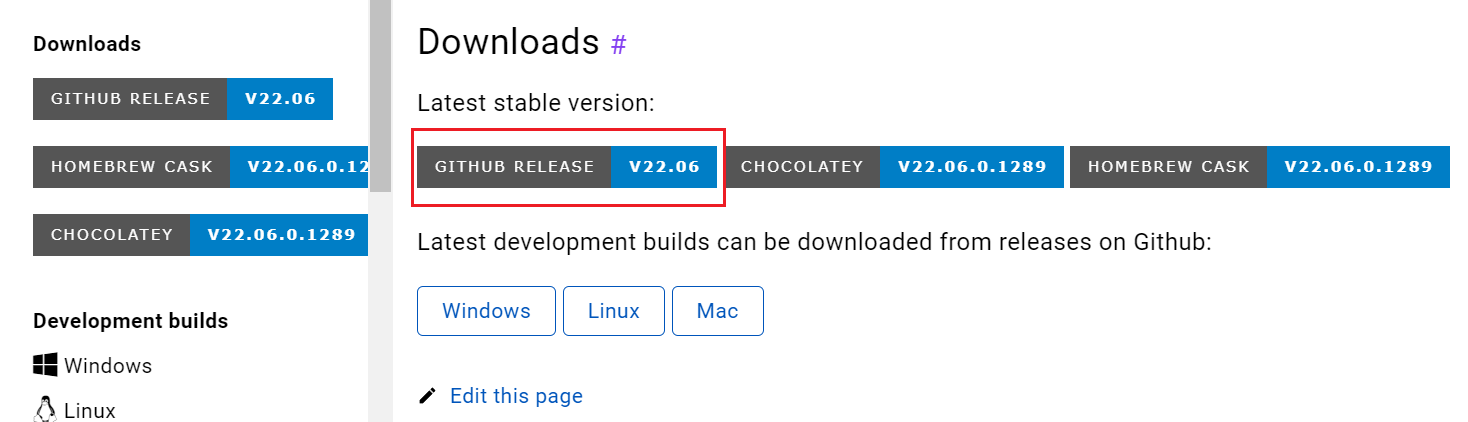 Downloads
GITHUB RELEASE V22.06
HOMEBREW CASK V22.06.0.12
CHOCOLATEY V22.06.0.1289
Development builds
Windows
Linux
Downloads #
Latest stable version:
GITHUB RELEASE V22.06 CHOCOLATEY V22.06.0.1289 HOMEBREW CASK V22.06.0.1289
Latest development builds can be downloaded from releases on Github:
Windows Linux Mac
Edit this page